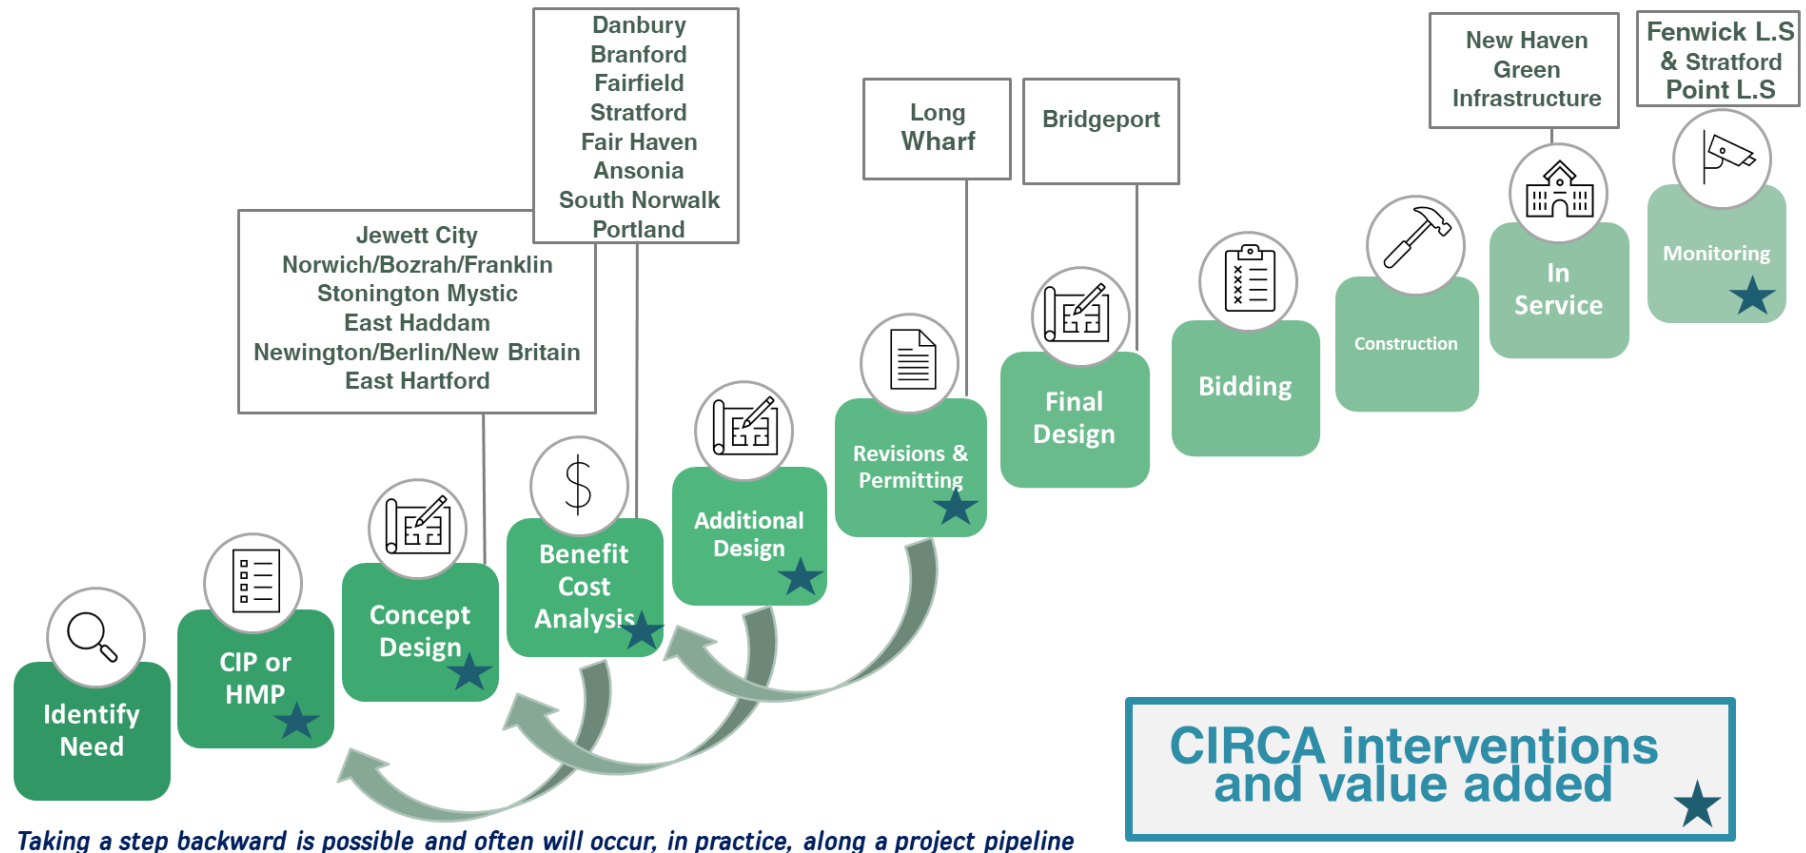 Danbury
Branford
Fairfield
Stratford
Fair Haven
Ansonia
South Norwalk
Portland
Jewett City
Norwich/Bozrah/Franklin
Stonington Mystic
East Haddam
Newington/Berlin/New Britain
East Hartford
Long
Wharf
Bridgeport
New Haven
Green
Infrastructure
Fenwick L.S
& Stratford
Point L.S
Identify
Need
CIP or
HMP
Concept
Design
Benefit
Cost
Analysis
Additional
Design
Revisions &
Permitting
Final
Design
Bidding
Construction
In
Service
Monitoring
CIRCA interventions
and value added
Taking a step backward is possible and often will occur, in practice, along a project pipeline